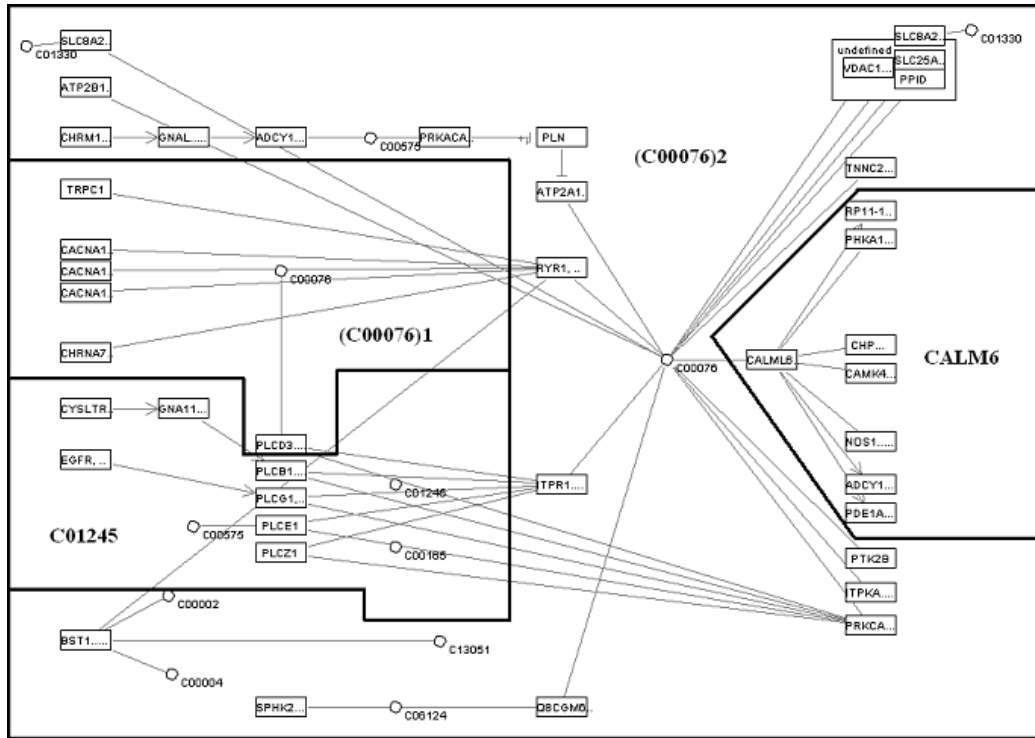 SLC8A2..
C01330
SLC8A2..
C01330
undefined
VDAC1...
SLC25A..
PPID
ATP2B1.
CHRM1...
GNAL.....
ADCY1...
C00575
PRKACA.
PLN
(C00076)2
TNNC2...
TRPC1
ATP2A1.
RP11-1..
PHKA1...
CACNA1.
CACNA1.
CACNA1.
C00076
RYR1, ..
(C00076)1
CHRNA7.
C00076
CALML6..
CHP...
CAMK4..
CALM6
CYSLTR.
GNA11...
PLCD3...
NOS1.....
EGFR, ...
PLCB1...
C01246
ITPR1....
ADCY1...
PLCG1,..
PDE1A...
C01245
C00575
PLCE1
PLCZ1
C00165
PTK2B
C00002
ITPKA....
PRKCA...
BST1.....
C13051
C00004
SPHK2...
C06124
O8CGM6..